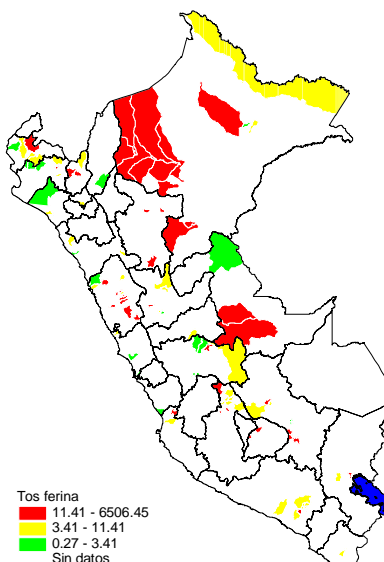 Tos ferina
11.41 - 6506.45
3.41 - 11.41
0.27 - 3.41
Sin datos